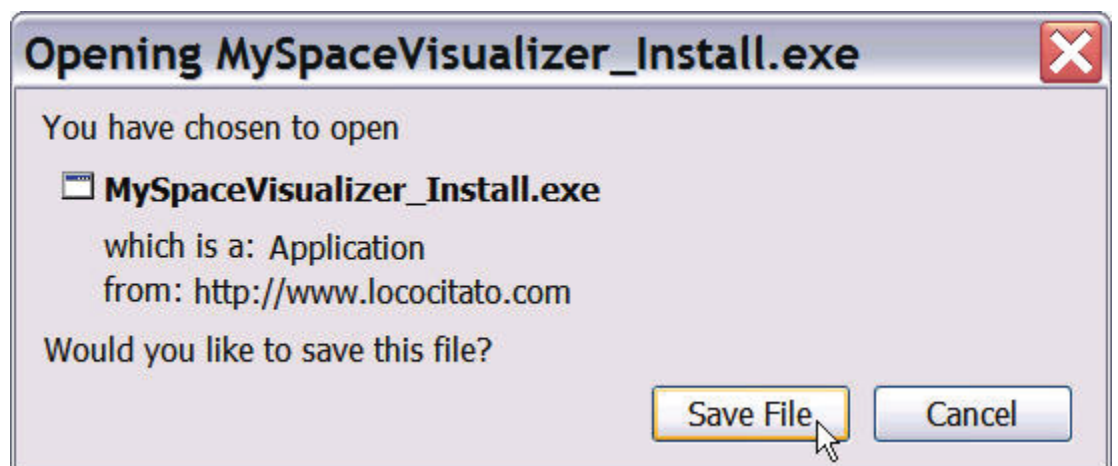 Opening MySpaceVisualizer_Install.exe
You have chosen to open
MySpaceVisualizer_Install.exe
which is a: Application
from: http://www.lococitato.com
Would you like to save this file?
Save File Cancel